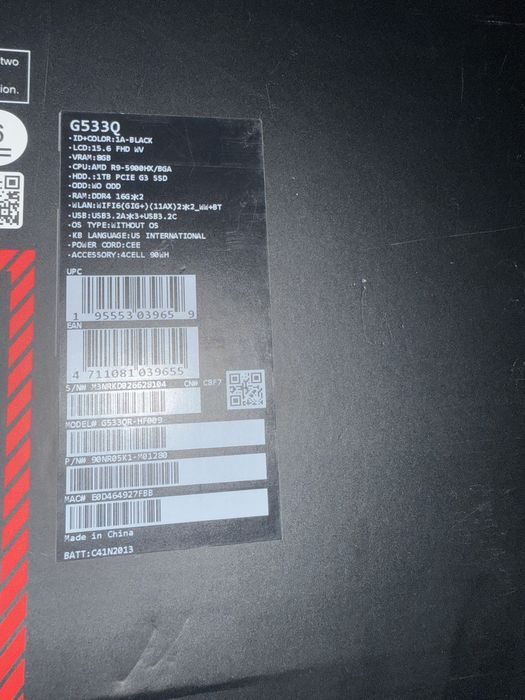 two
ion.
G533Q
·ID+COLOR:1A-BLACK
·LCD:15.6 FHD WV
·VRAM:8GB
·CPU:AMD R9-5900HX/BGA
·HDD.:1TB PCIE G3 SSD
·ODD:WO ODD
·RAM:DDR4 16G*2
·WLAN:WIFI6(GIG+)(11AX)2*2_WW+BT
·USB:USB3.2A*3+USB3.2C
·OS TYPE:WITHOUT OS
·KB LANGUAGE:US INTERNATIONAL
·POWER CORD:CEE
·ACCESSORY:4CELL 90WH
UPC
1 95553 03965 9
EAN
4 711081 039655
S/N# M3NRKD026628104 CN# CBF7
MODEL# G533QR-HF009
P/N# 90NR05K1-M01280
MAC# E0D464927FBB
Made in China
BATT:C41N2013